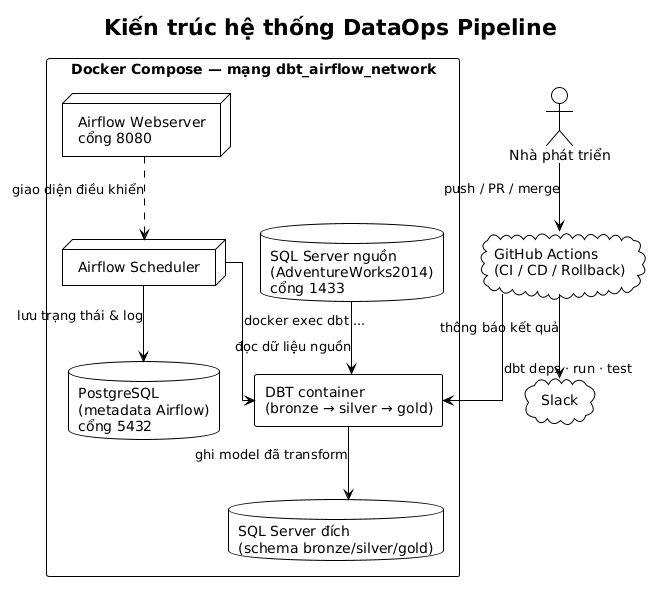 Kiến trúc hệ thống DataOps Pipeline
Docker Compose — mạng dbt_airflow_network
Airflow Webserver
cổng 8080
Nhà phát triển
giao diện điều khiển
push / PR / merge
Airflow Scheduler
SQL Server nguồn
(AdventureWorks2014)
cổng 1433
GitHub Actions
(CI / CD / Rollback)
lưu trạng thái & log
docker exec dbt ...
đọc dữ liệu nguồn
thông báo kết quả
dbt deps · run · test
PostgreSQL
(metadata Airflow)
cổng 5432
DBT container
(bronze → silver → gold)
Slack
ghi model đã transform
SQL Server đích
(schema bronze/silver/gold)